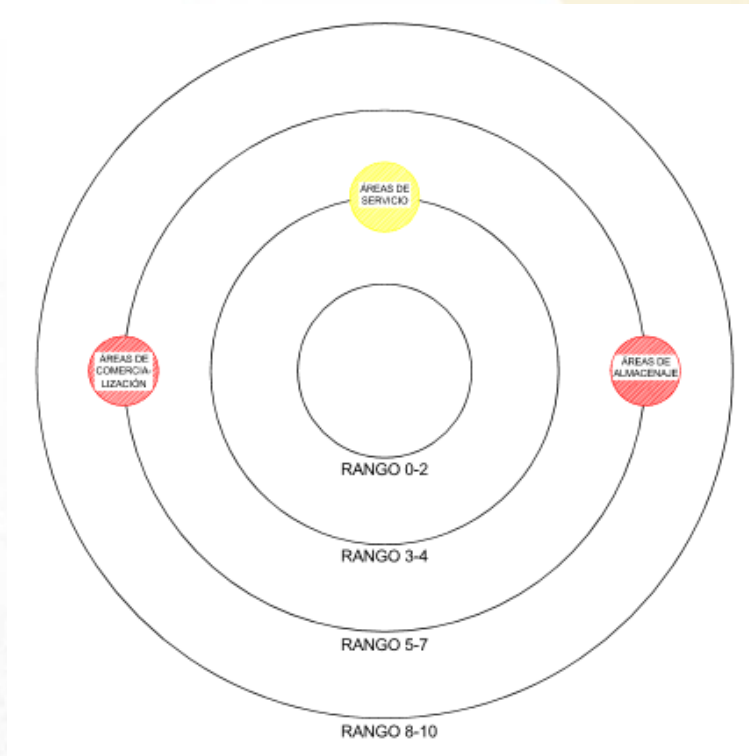 ÁREAS DE
SERVICIO
ÁREAS DE
COMERCIA-
LIZACIÓN
ÁREAS DE
ALMACENAJE
RANGO 0-2
RANGO 3-4
RANGO 5-7
RANGO 8-10